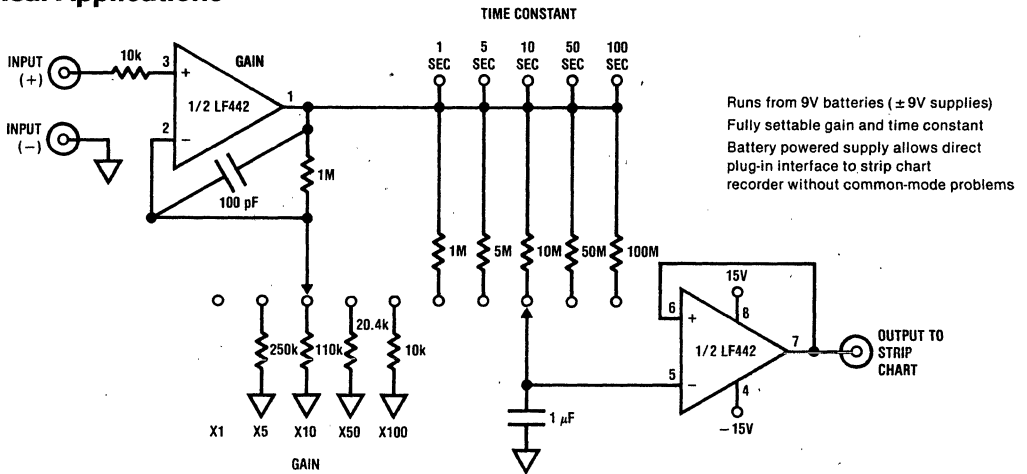 TIME CONSTANT
1 SEC
5 SEC
10 SEC
50 SEC
100 SEC
INPUT (+)
10k
3
+
GAIN
1/2 LF442
1
INPUT (−)
2
−
100 pF
1M
Runs from 9V batteries (±9V supplies)
Fully settable gain and time constant
Battery powered supply allows direct
plug-in interface to strip chart
recorder without common-mode problems
1M
5M
10M
50M
100M
250k
110k
20.4k
10k
X1
X5
X10
X50
X100
GAIN
1 μF
15V
6
+
8
1/2 LF442
7
5
−
4
−15V
OUTPUT TO
STRIP
CHART